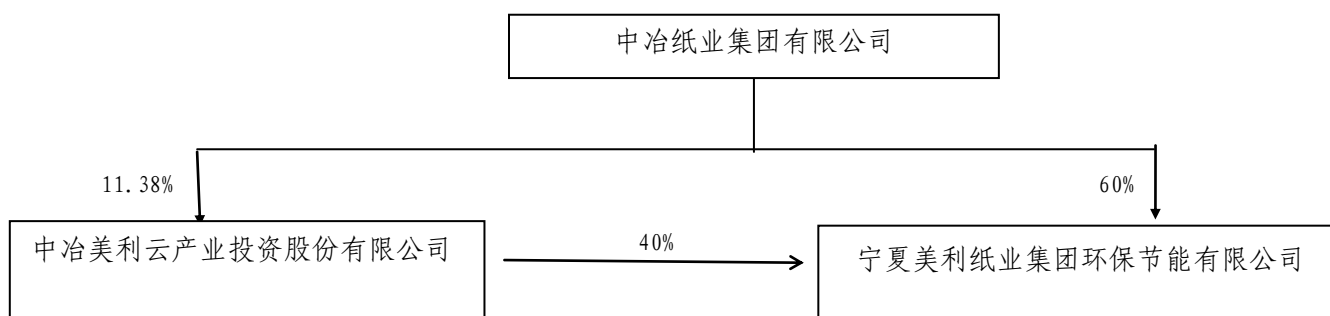 中冶纸业集团有限公司
11.38%
60%
中冶美利云产业投资股份有限公司
40%
宁夏美利纸业集团环保节能有限公司